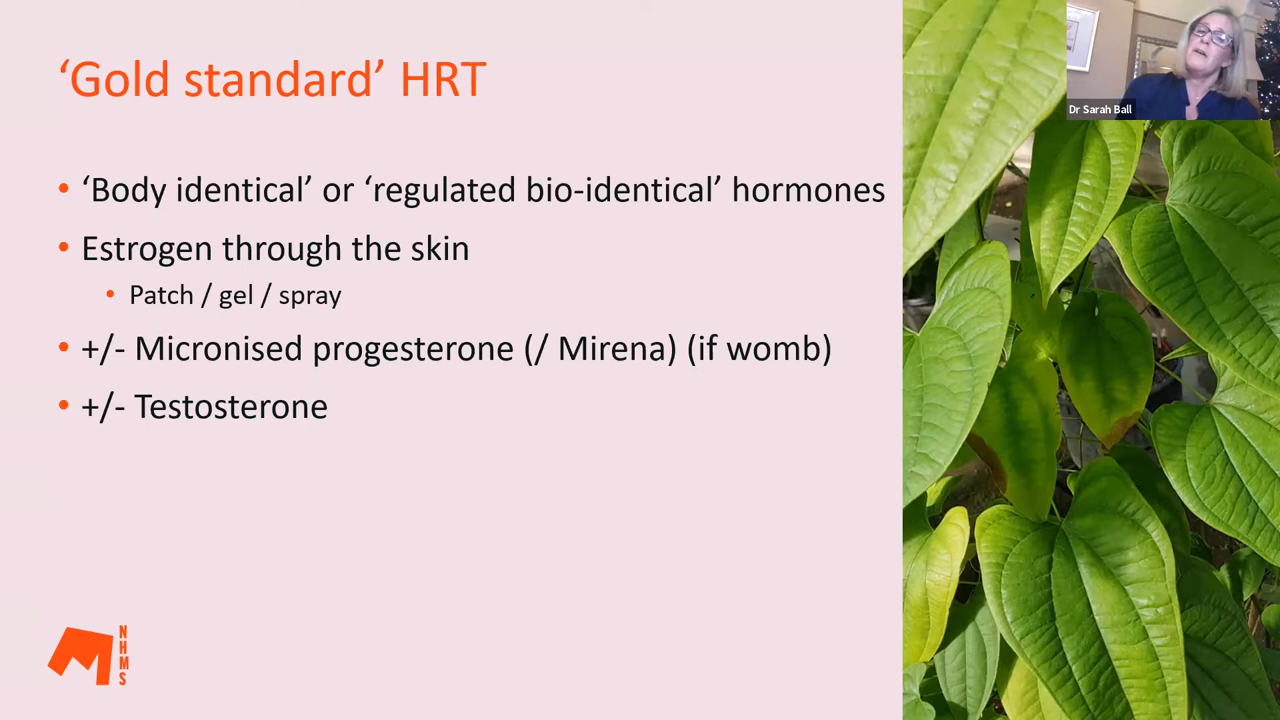 ‘Gold standard’ HRT
Dr Sarah Ball
• ‘Body identical’ or ‘regulated bio-identical’ hormones
• Estrogen through the skin
• Patch / gel / spray
• +/- Micronised progesterone (/ Mirena) (if womb)
• +/- Testosterone
NHMS